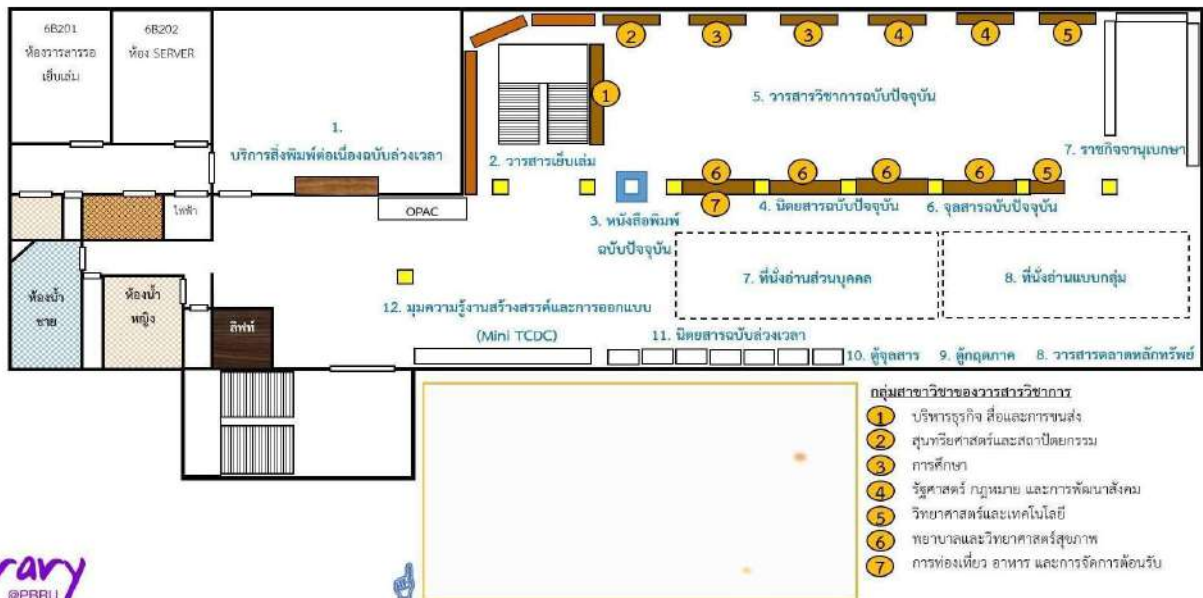 6B201
ห้องวารสารรอ
เย็บเล่ม
6B202
ห้อง SERVER
1.
บริการสิ่งพิมพ์ต่อเนื่องฉบับล่วงเวลา
2
3
3
4
4
5
1
5. วารสารวิชาการฉบับปัจจุบัน
2. วารสารเย็บเล่ม
7. ราชกิจจานุเบกษา
ไฟฟ้า
OPAC
6
6
6
6
5
7
3. หนังสือพิมพ์
ฉบับปัจจุบัน
4. นิตยสารฉบับปัจจุบัน
6. จุลสารฉบับปัจจุบัน
7. ที่นั่งอ่านส่วนบุคคล
8. ที่นั่งอ่านแบบกลุ่ม
ห้องน้ำ
ชาย
ห้องน้ำ
หญิง
ลิฟท์
12. มุมความรู้งานสร้างสรรค์และการออกแบบ
(Mini TCDC)
11. นิตยสารฉบับล่วงเวลา
10. ตู้จุลสาร
9. ตู้กฤตภาค
8. วารสารตลาดหลักทรัพย์
กลุ่มสาขาวิชาของวารสารวิชาการ
1 บริหารธุรกิจ สื่อและการขนส่ง
2 สุนทรียศาสตร์และสถาปัตยกรรม
3 การศึกษา
4 รัฐศาสตร์ กฎหมาย และการพัฒนาสังคม
5 วิทยาศาสตร์และเทคโนโลยี
6 พยาบาลและวิทยาศาสตร์สุขภาพ
7 การท่องเที่ยว อาหาร และการจัดการต้อนรับ
rary
@PBRU